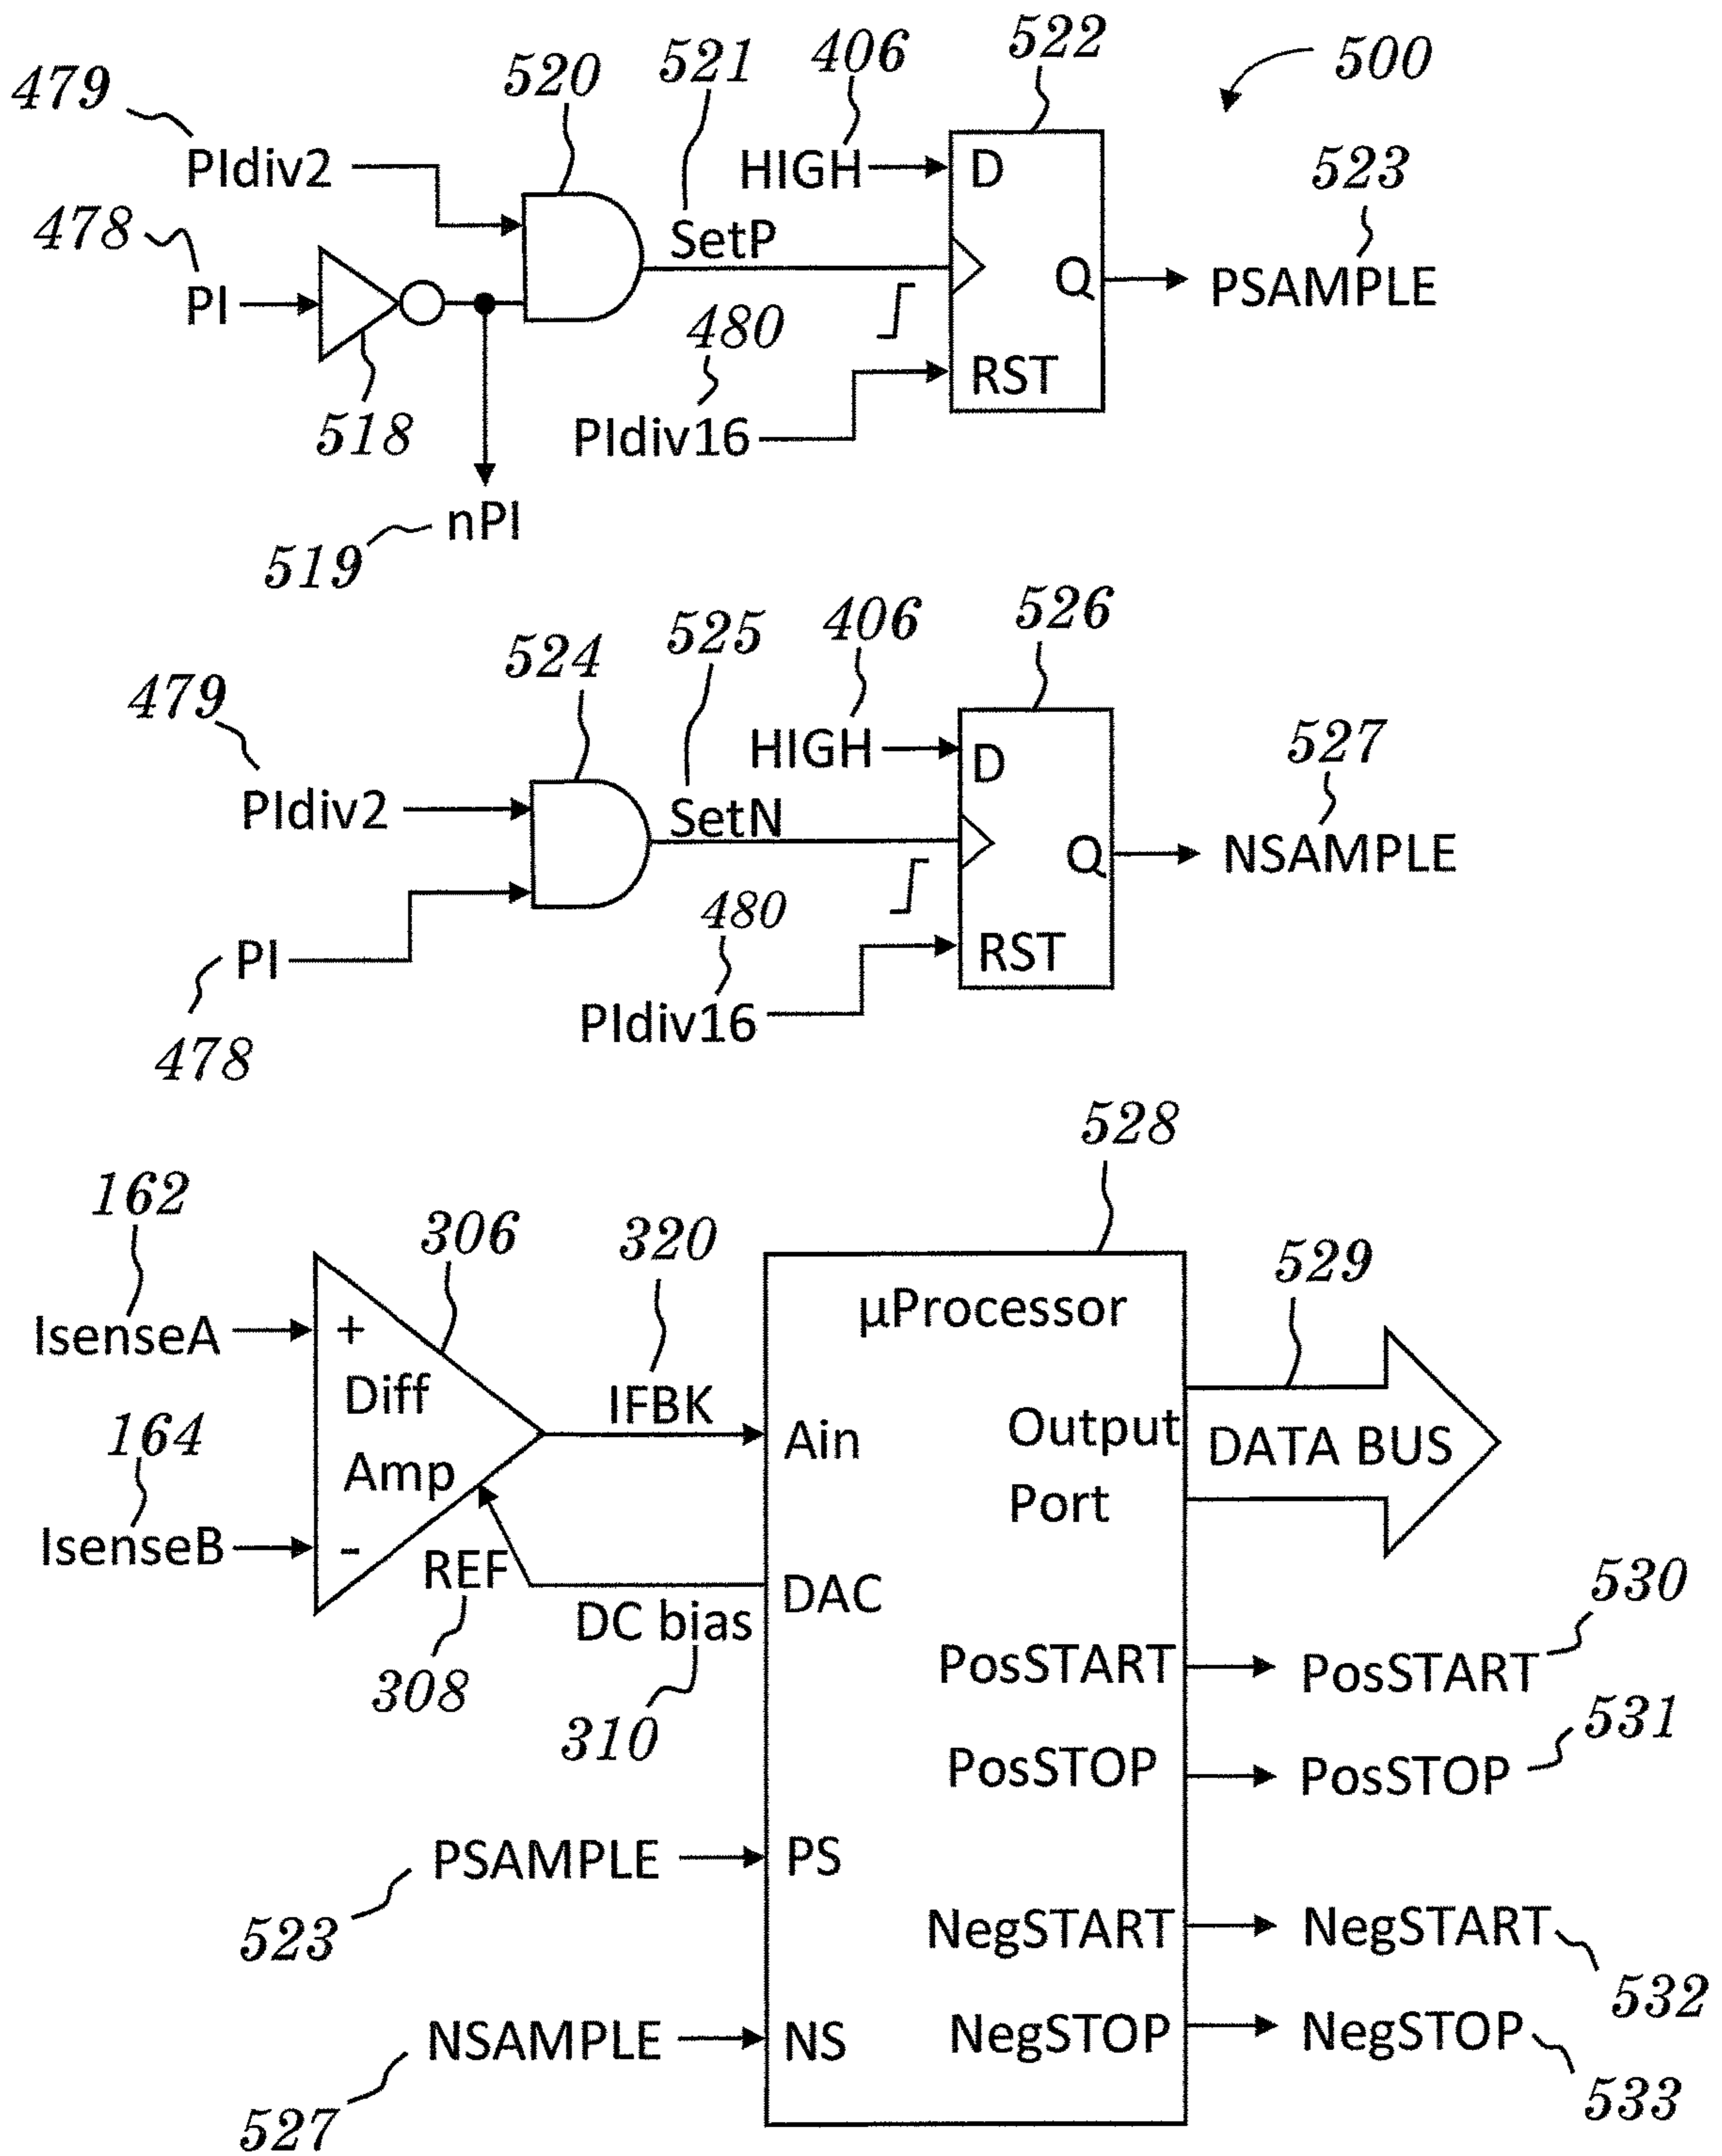 479
520
521
406
522
500
PIdiv2
HIGH
D
523
478
SetP
PI
Q
PSAMPLE
480
518
RST
PIdiv16
nPI
519
479
524
525
406
526
HIGH
D
527
PIdiv2
SetN
Q
NSAMPLE
480
PI
RST
478
PIdiv16
528
162
306
320
529
µProcessor
IsenseA
+
Diff
IFBK
Ain
Output
DATA BUS
164
Amp
Port
IsenseB
-
REF
DAC
530
308
DC bias
310
PosSTART
PosSTART
531
PosSTOP
PosSTOP
PSAMPLE
PS
523
NegSTART
NegSTART
532
NSAMPLE
NS
NegSTOP
NegSTOP
527
533